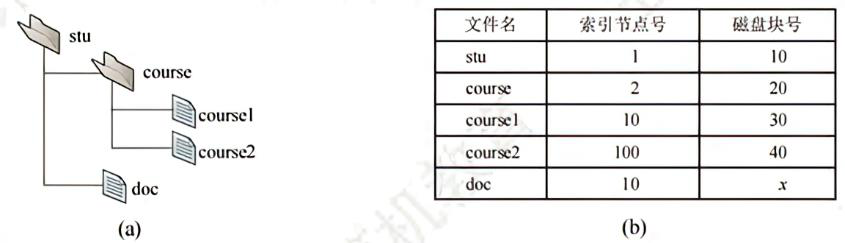 stu
course
course1
course2
doc
(a)
文件名 索引节点号 磁盘块号
stu 1 10
course 2 20
course1 10 30
course2 100 40
doc 10 x
(b)